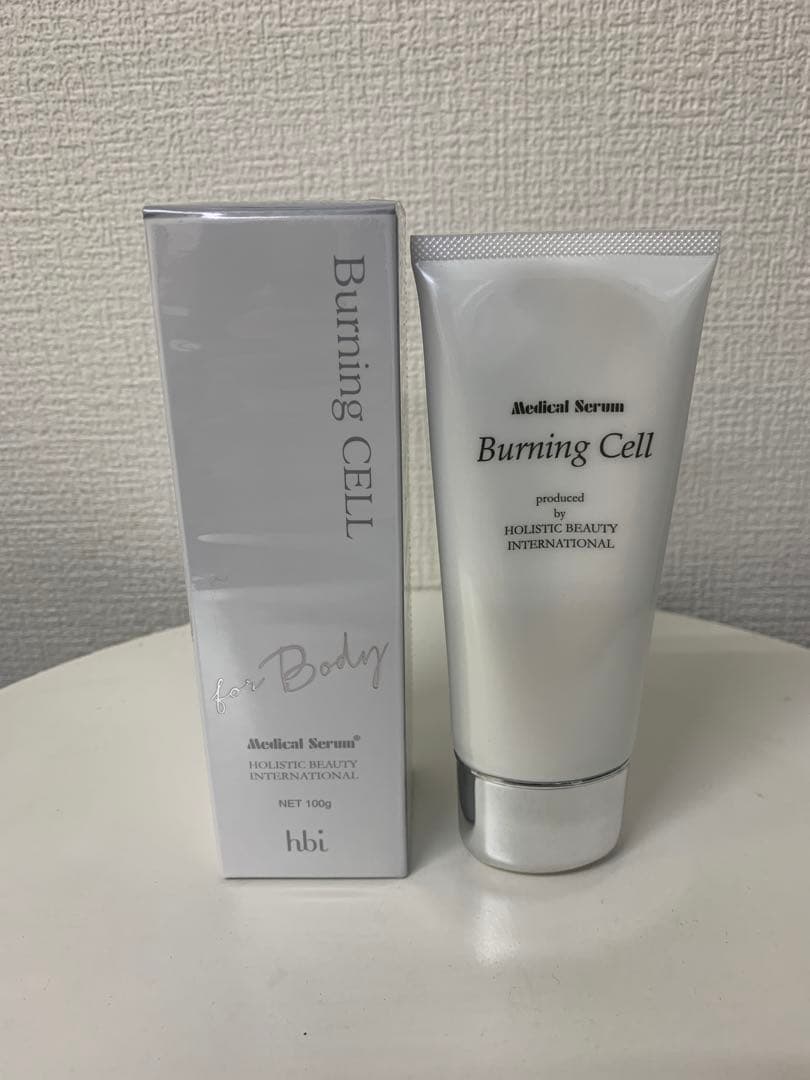 Burning CELL
for Body
Medical Serum®
HOLISTIC BEAUTY
INTERNATIONAL
NET 100g
hbi
Medical Serum
Burning Cell
produced
by
HOLISTIC BEAUTY
INTERNATIONAL